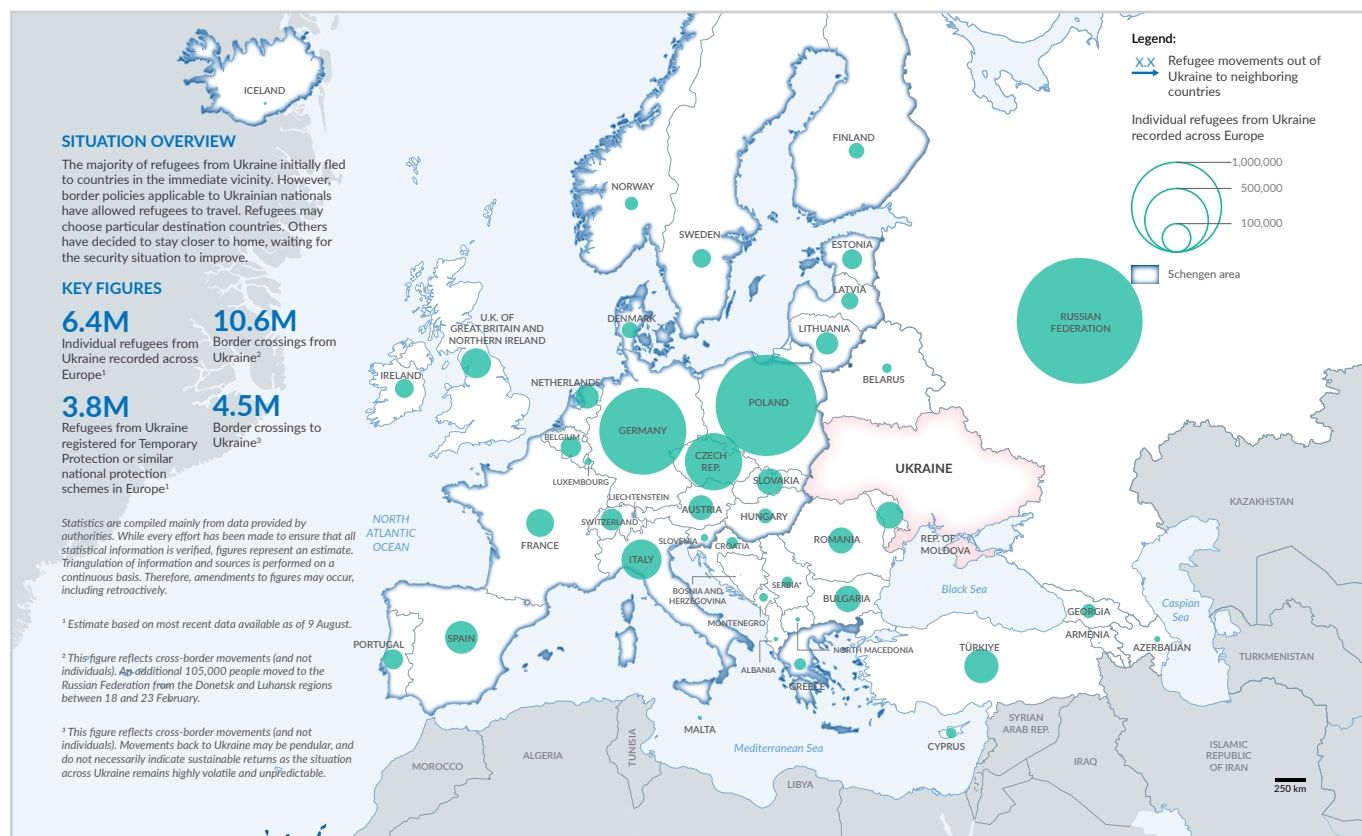 SITUATION OVERVIEW
The majority of refugees from Ukraine initially fled
to countries in the immediate vicinity. However,
border policies applicable to Ukrainian nationals
have allowed refugees to travel. Refugees may
choose particular destination countries. Others
have decided to stay closer to home, waiting for
the security situation to improve.
KEY FIGURES
6.4M
Individual refugees from
Ukraine recorded across
Europe¹
10.6M
Border crossings from
Ukraine²
3.8M
Refugees from Ukraine
registered for Temporary
Protection or similar
national protection
schemes in Europe¹
4.5M
Border crossings to
Ukraine³
Statistics are compiled mainly from data provided by
authorities. While every effort has been made to ensure that all
statistical information is verified, figures represent an estimate.
Triangulation of information and sources is performed on a
continuous basis. Therefore, amendments to figures may occur,
including retroactively.
¹ Estimate based on most recent data available as of 9 August.
² This figure reflects cross-border movements (and not
individuals). An additional 105,000 people moved to the
Russian Federation from the Donetsk and Luhansk regions
between 18 and 23 February.
³ This figure reflects cross-border movements (and not
individuals). Movements back to Ukraine may be pendular, and
do not necessarily indicate sustainable returns as the situation
across Ukraine remains highly volatile and unpredictable.
Legend:
X.X
Refugee movements out of
Ukraine to neighboring
countries
Individual refugees from Ukraine
recorded across Europe
1,000,000
500,000
100,000
Schengen area
ICELAND
FINLAND
NORWAY
SWEDEN
ESTONIA
LATVIA
LITHUANIA
DENMARK
U.K. OF
GREAT BRITAIN AND
NORTHERN IRELAND
IRELAND
NETHERLANDS
BELARUS
RUSSIAN
FEDERATION
POLAND
GERMANY
BELGIUM
CZECH
REP.
UKRAINE
LUXEMBOURG
SLOVAKIA
LIECHTENSTEIN
AUSTRIA
HUNGARY
SWITZERLAND
NORTH
ATLANTIC
OCEAN
FRANCE
SLOVENIA
CROATIA
ROMANIA
REP. OF
MOLDOVA
KAZAKHSTAN
ITALY
BOSNIA AND
HERZEGOVINA
SERBIA*
BULGARIA
Black Sea
Caspian
Sea
GEORGIA
MONTENEGRO
SPAIN
PORTUGAL
ARMENIA
AZERBAIJAN
NORTH MACEDONIA
TÜRKIYE
TURKMENISTAN
ALBANIA
GREECE
MALTA
CYPRUS
SYRIAN
ARAB REP.
Mediterranean Sea
MOROCCO
ALGERIA
TUNISIA
LIBYA
IRAQ
ISLAMIC
REPUBLIC
OF IRAN
250 km